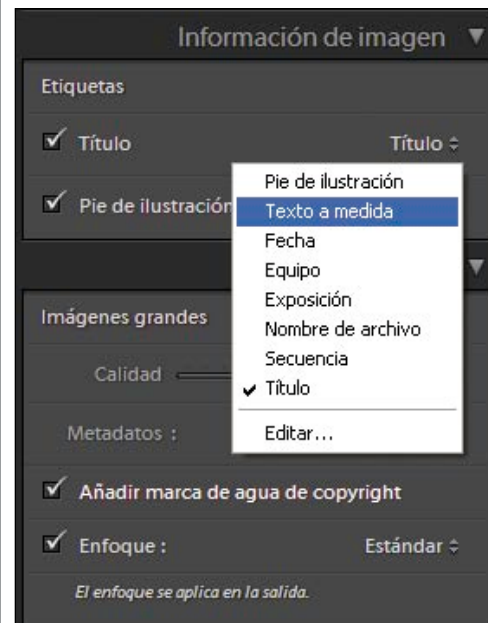 Información de imagen
Etiquetas
Título Título
Pie de ilustración
Pie de ilustración
Texto a medida
Fecha
Equipo
Exposición
Nombre de archivo
Secuencia
Título
Editar...
Imágenes grandes
Calidad
Metadatos :
Añadir marca de agua de copyright
Enfoque : Estándar
El enfoque se aplica en la salida.